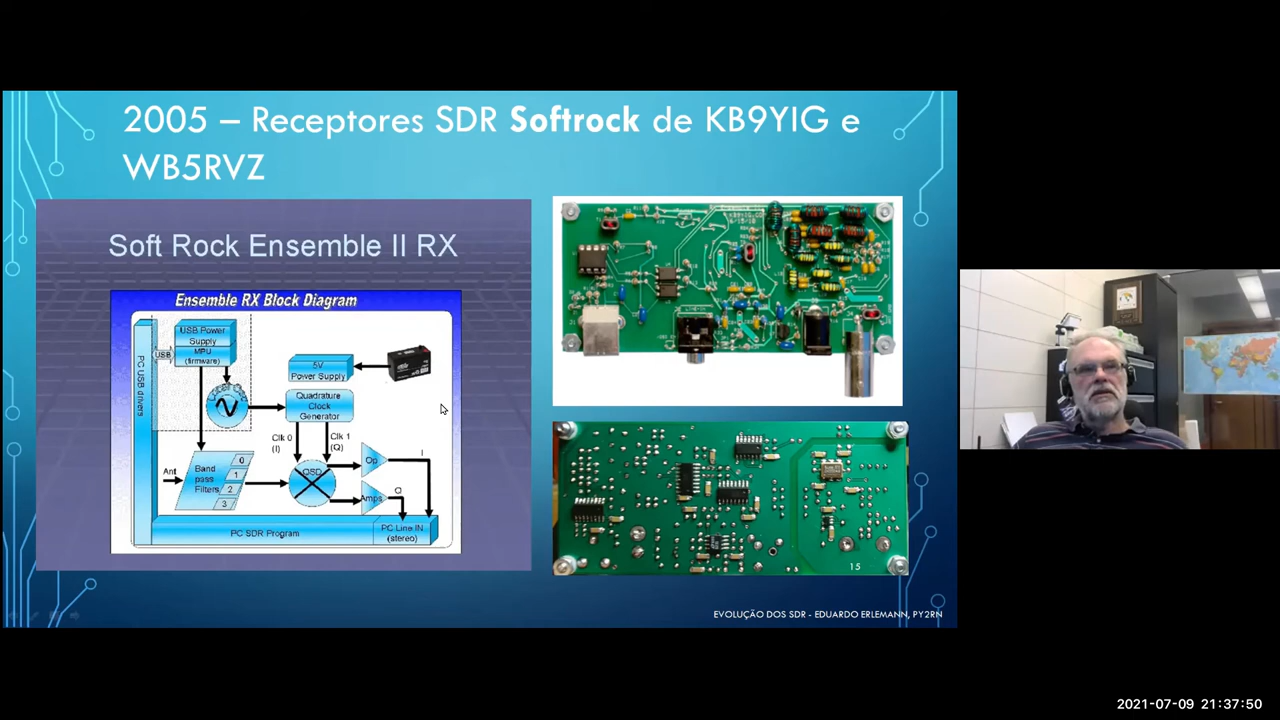 2005 – Receptores SDR Softrock de KB9YIG e
WB5RVZ
Soft Rock Ensemble II RX
Ensemble RX Block Diagram
USB Power
Supply
MPU
(firmware)
USB
PC USB drivers
5V
Power Supply
Quadrature
Clock
Generator
Clk 0
(I)
Clk 1
(Q)
Ant
Band
pass
Filters
0
1
2
3
QSD
Op
Amps
I
Q
PC SDR Program
PC Line IN
(stereo)
15
EVOLUÇÃO DOS SDR - EDUARDO ERLEMANN, PY2RN
2021-07-09 21:37:50